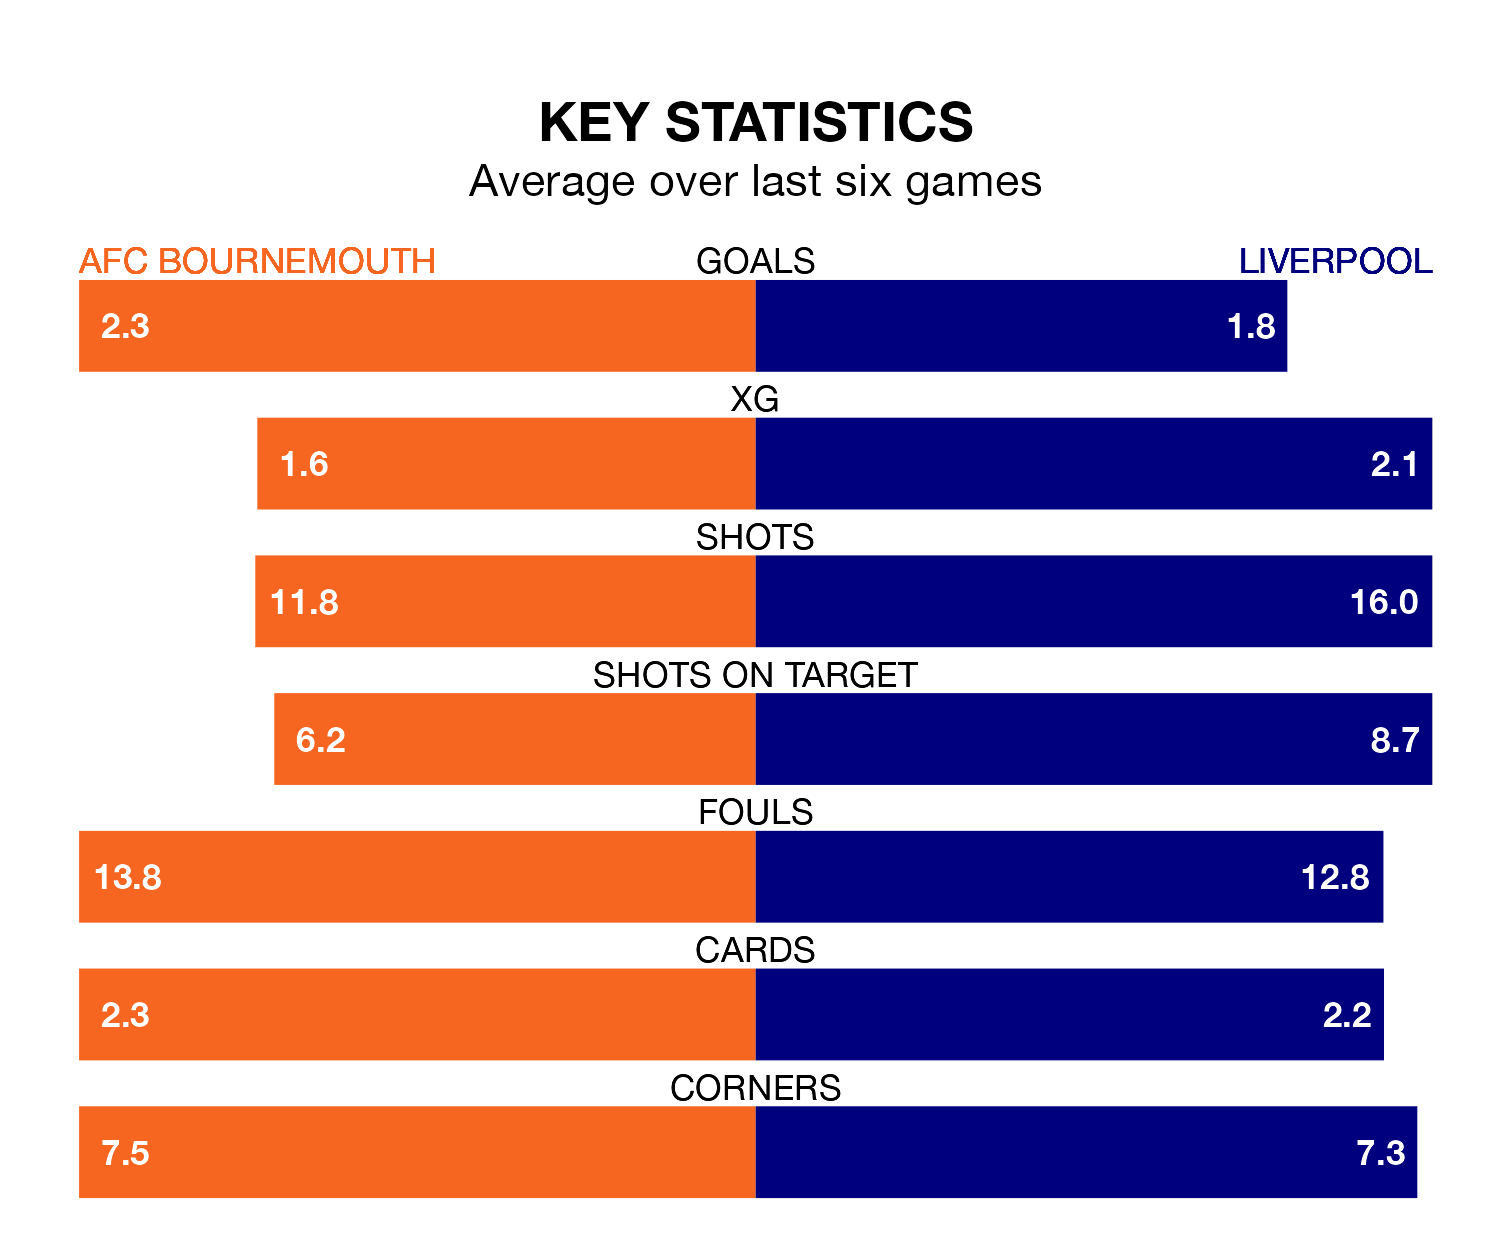 KEY STATISTICS
Average over last six games
AFC BOURNEMOUTH GOALS LIVERPOOL
2.3 1.8
XG
1.6 2.1
SHOTS
11.8 16.0
SHOTS ON TARGET
6.2 8.7
FOULS
13.8 12.8
CARDS
2.3 2.2
CORNERS
7.5 7.3